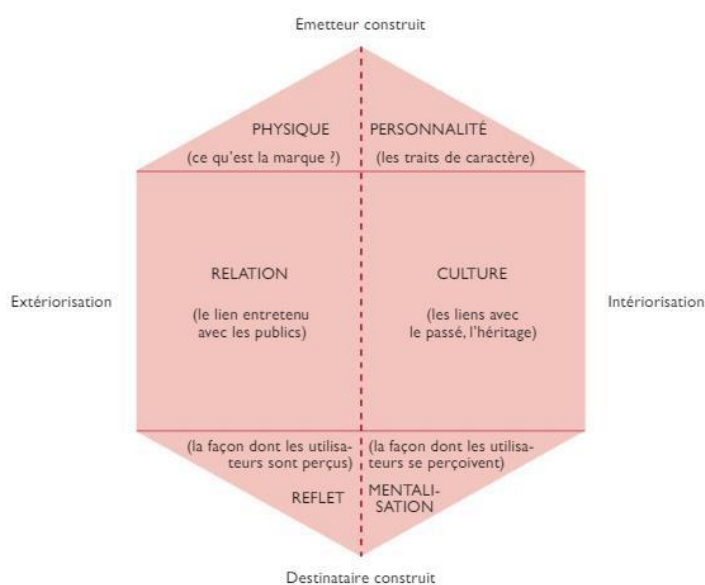 Émetteur construit
PHYSIQUE
(ce qu'est la marque ?)
PERSONNALITÉ
(les traits de caractère)
Extériorisation
RELATION
(le lien entretenu
avec les publics)
CULTURE
(les liens avec
le passé, l'héritage)
Intériorisation
(la façon dont les utilisa-
teurs sont perçus)
REFLET
(la façon dont les utilisa-
teurs se perçoivent)
MENTALI-
SATION
Destinataire construit